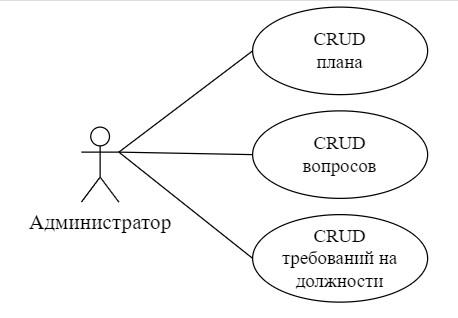 CRUD
плана
CRUD
вопросов
Администратор
CRUD
требований на
должности